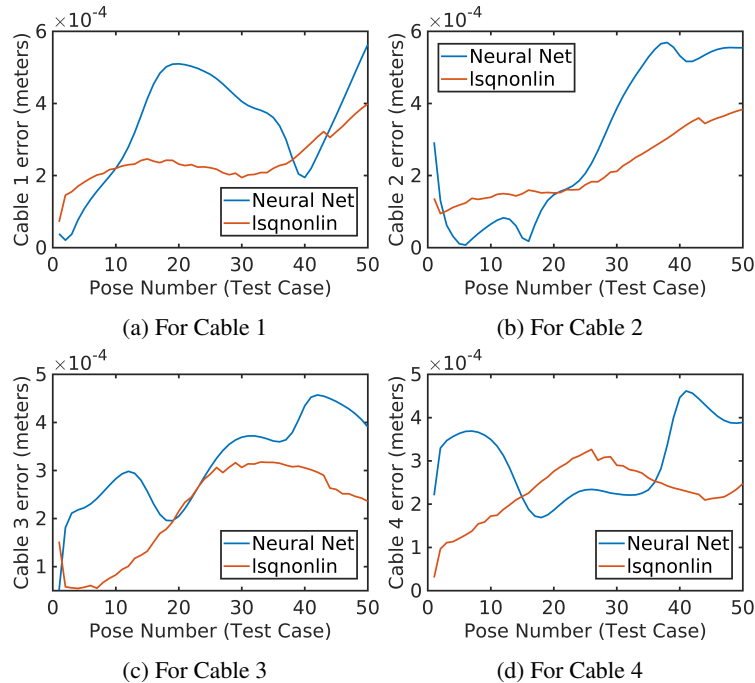 ×10⁻⁴
6
4
2
0
Cable 1 error (meters)
Neural Net
lsqnonlin
0 10 20 30 40 50
Pose Number (Test Case)
(a) For Cable 1
×10⁻⁴
6
4
2
0
Cable 2 error (meters)
Neural Net
lsqnonlin
0 10 20 30 40 50
Pose Number (Test Case)
(b) For Cable 2
×10⁻⁴
5
4
3
2
1
Cable 3 error (meters)
Neural Net
lsqnonlin
0 10 20 30 40 50
Pose Number (Test Case)
(c) For Cable 3
×10⁻⁴
5
4
3
2
1
0
Cable 4 error (meters)
Neural Net
lsqnonlin
0 10 20 30 40 50
Pose Number (Test Case)
(d) For Cable 4